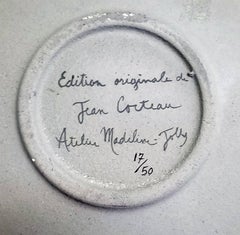 Edition originale de
Jean Cocteau
Atelier Madeline-Jolly
17/50